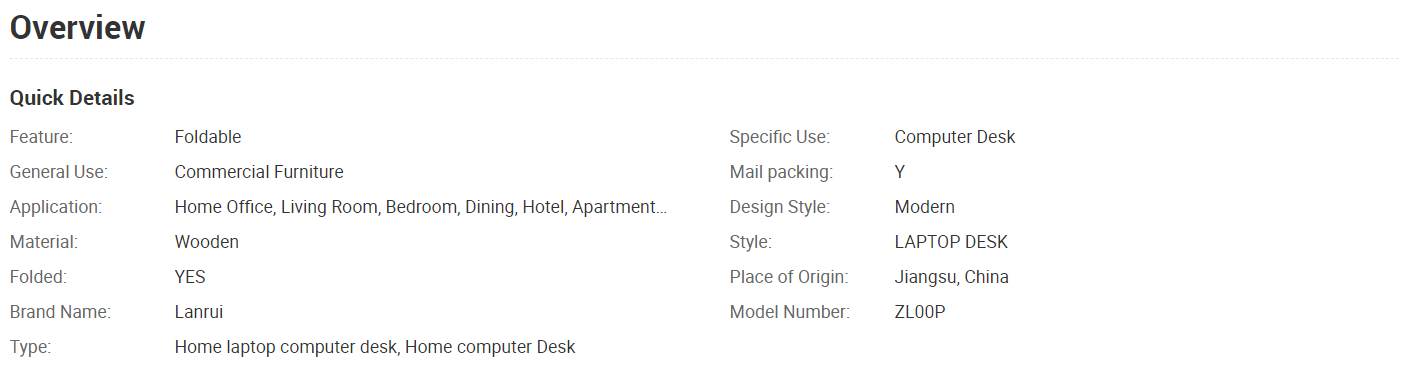 Overview
Quick Details
Feature: Foldable Specific Use: Computer Desk
General Use: Commercial Furniture Mail packing: Y
Application: Home Office, Living Room, Bedroom, Dining, Hotel, Apartment... Design Style: Modern
Material: Wooden Style: LAPTOP DESK
Folded: YES Place of Origin: Jiangsu, China
Brand Name: Lanrui Model Number: ZL00P
Type: Home laptop computer desk, Home computer Desk